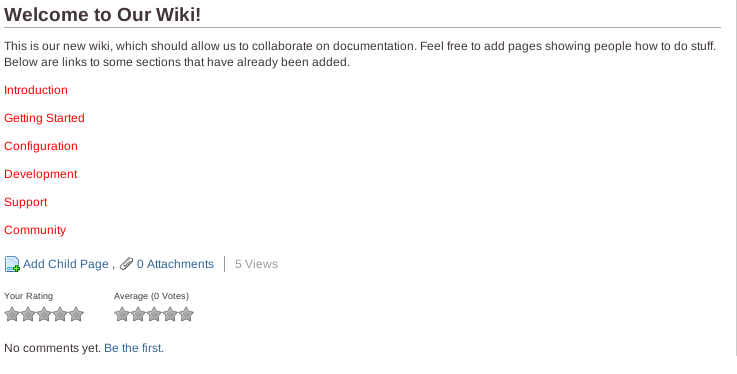 Welcome to Our Wiki!
This is our new wiki, which should allow us to collaborate on documentation. Feel free to add pages showing people how to do stuff.
Below are links to some sections that have already been added.
Introduction
Getting Started
Configuration
Development
Support
Community
Add Child Page , 0 Attachments 5 Views
Your Rating Average (0 Votes)
No comments yet. Be the first.